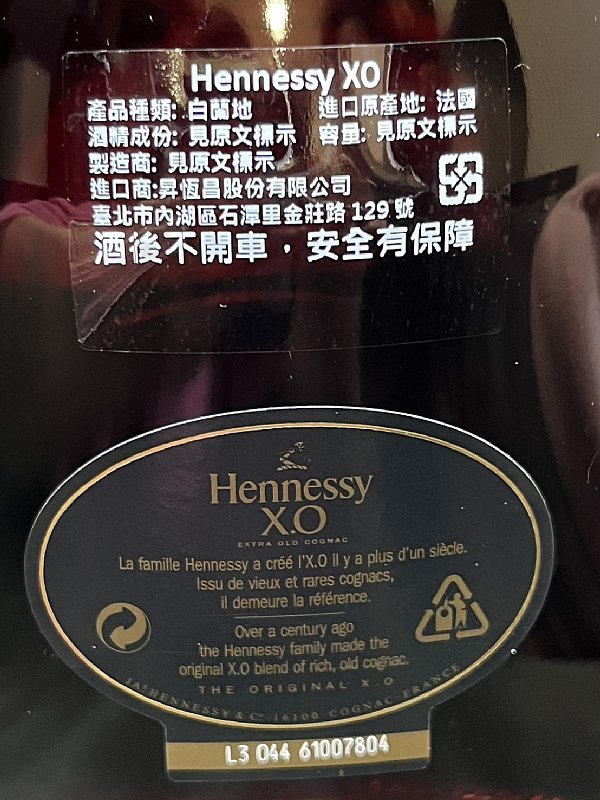 Hennessy XO
產品種類: 白蘭地 進口原產地: 法國
酒精成份: 見原文標示 容量: 見原文標示
製造商: 見原文標示
進口商:昇恆昌股份有限公司
臺北市內湖區石潭里金莊路 129 號
酒後不開車，安全有保障
Hennessy
X.O
EXTRA OLD COGNAC
La famille Hennessy a créé l'X.O il y a plus d'un siècle.
Issu de vieux et rares cognacs,
il demeure la référence.
Over a century ago
the Hennessy family made the
original X.O blend of rich, old cognac.
THE ORIGINAL X.O
JAS HENNESSY & Co - 16100 COGNAC - FRANCE
L3 044 61007804